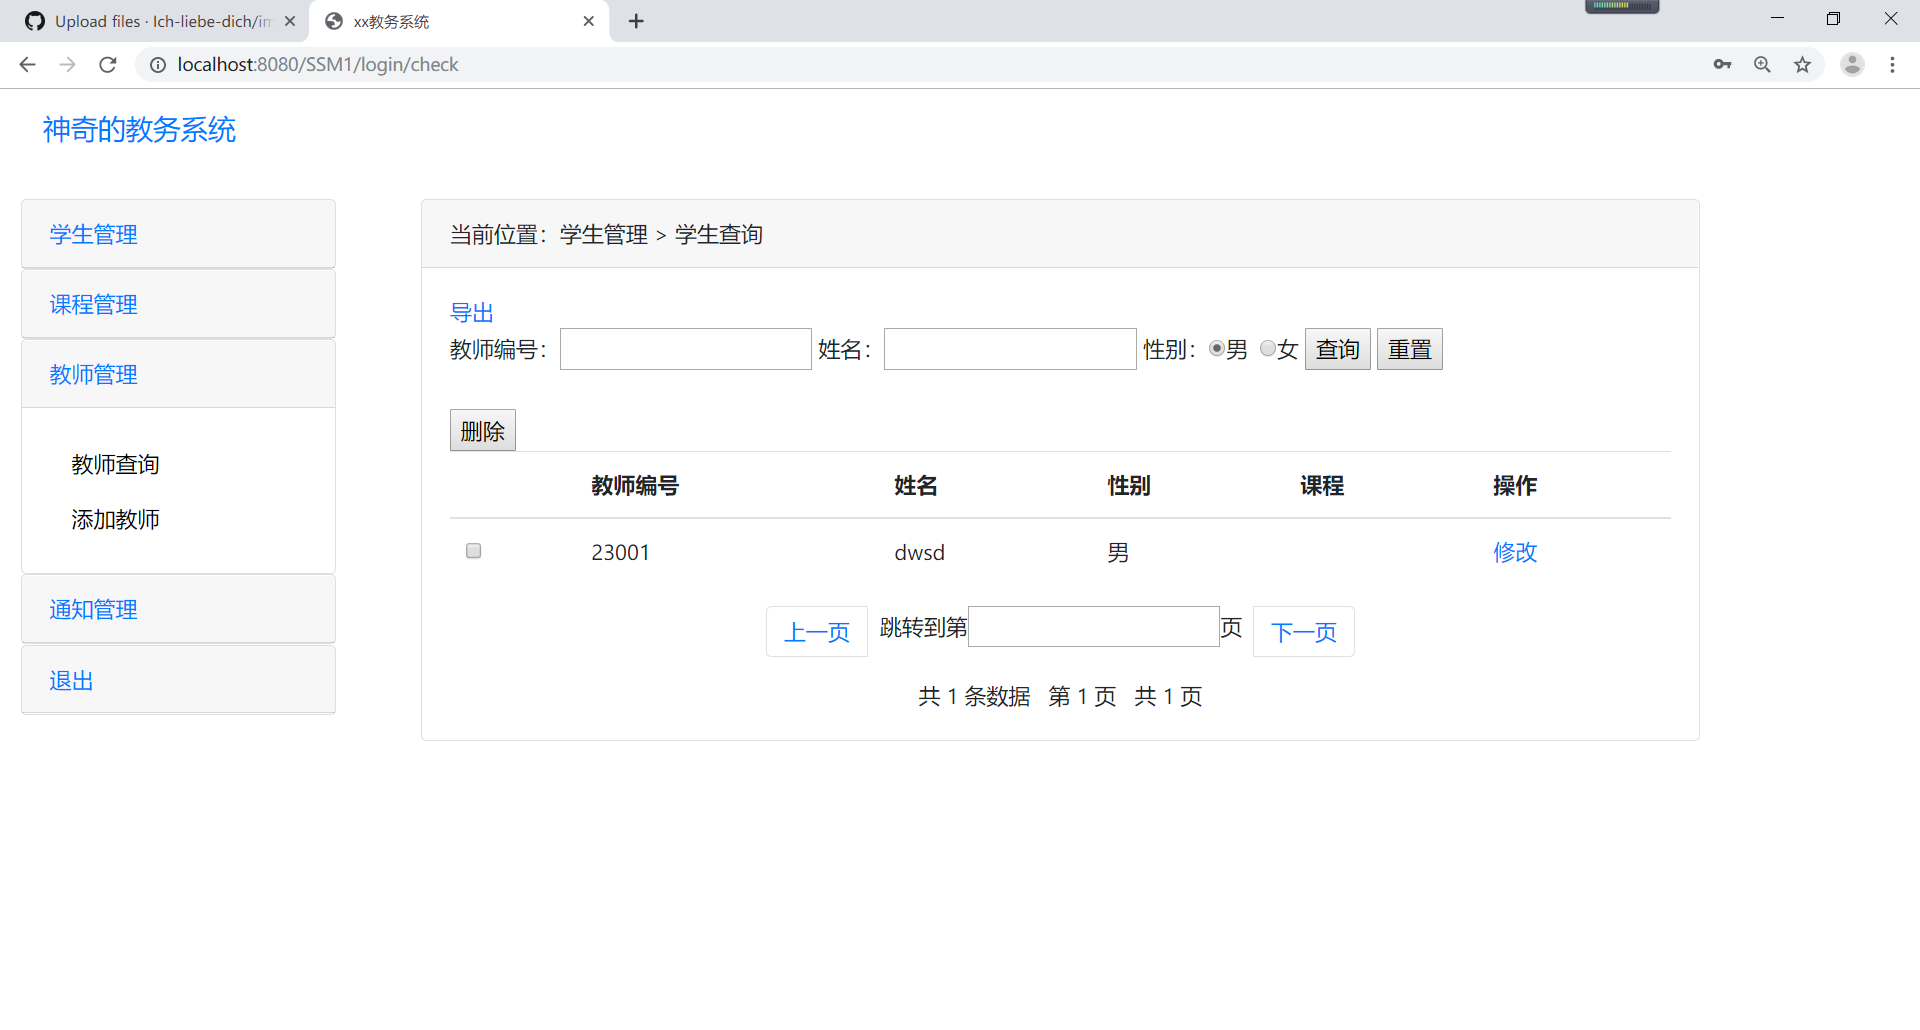 Upload files · Ich-liebe-dich/im
xx教务系统
localhost:8080/SSM1/login/check
神奇的教务系统
学生管理
课程管理
教师管理
教师查询
添加教师
通知管理
退出
当前位置：学生管理 > 学生查询
导出
教师编号： 姓名： 性别： 男 女 查询 重置
删除
教师编号 姓名 性别 课程 操作
23001 dwsd 男 修改
上一页 跳转到第 页 下一页
共 1 条数据 第 1 页 共 1 页